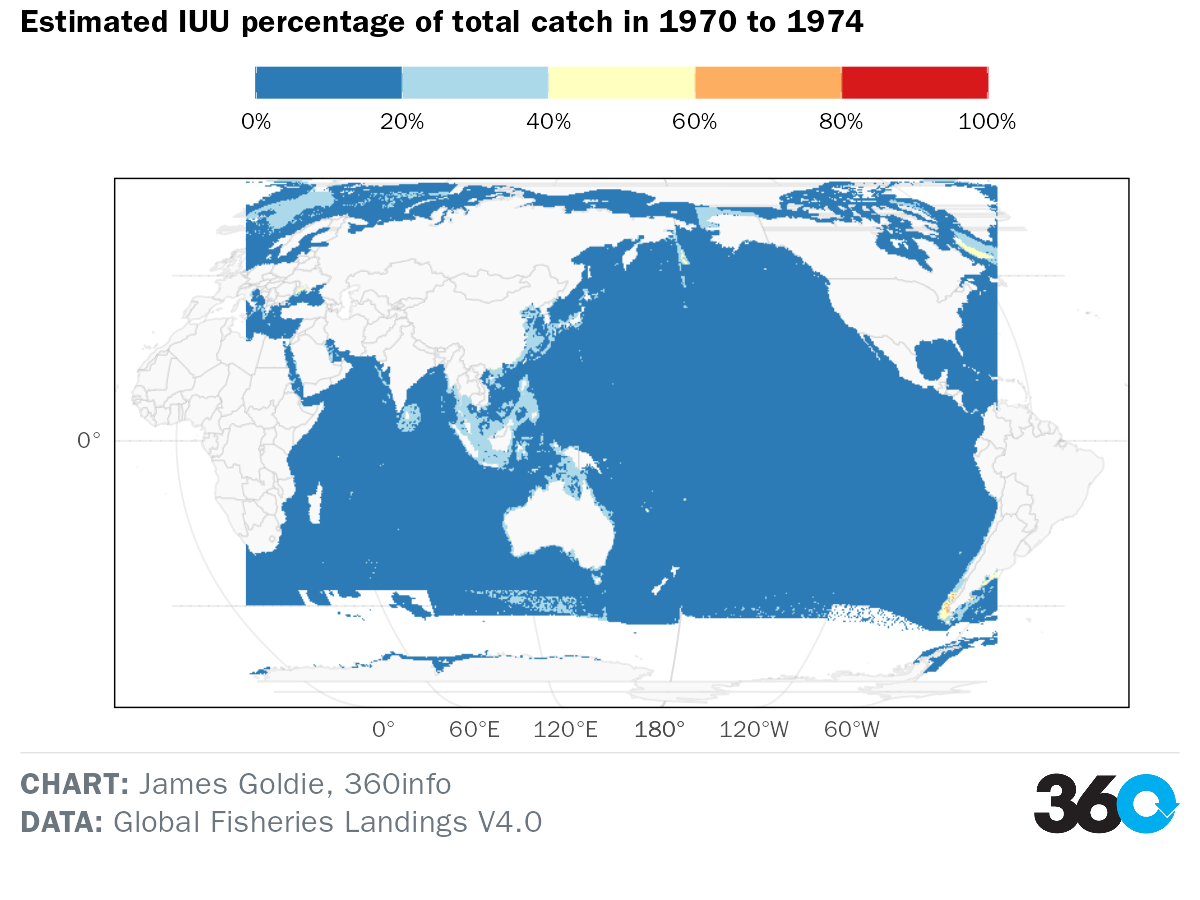 Estimated IUU percentage of total catch in 1970 to 1974
0% 20% 40% 60% 80% 100%
0°
0° 60°E 120°E 180° 120°W 60°W
CHART: James Goldie, 360info
DATA: Global Fisheries Landings V4.0
360